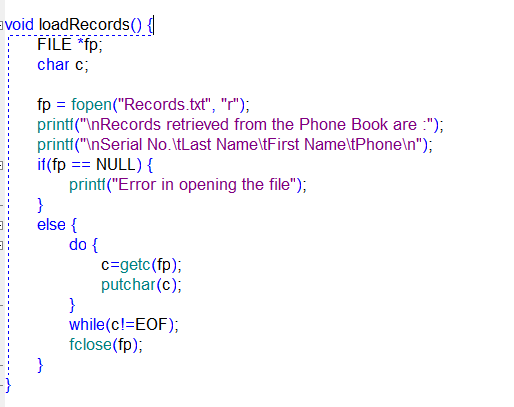 void loadRecords() {
FILE *fp;
char c;
fp = fopen("Records.txt", "r");
printf("\nRecords retrieved from the Phone Book are :");
printf("\nSerial No.\tLast Name\tFirst Name\tPhone\n");
if(fp == NULL) {
printf("Error in opening the file");
}
else {
do {
c=getc(fp);
putchar(c);
}
while(c!=EOF);
fclose(fp);
}
}